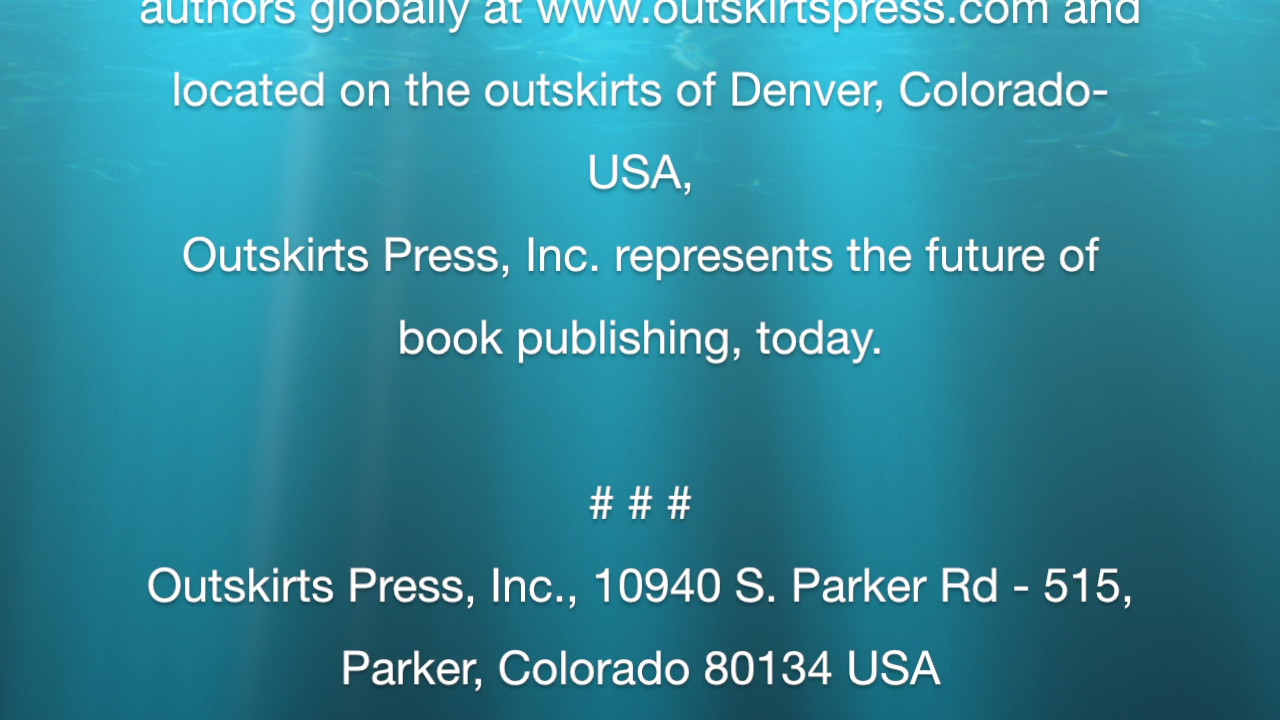 authors globally at www.outskirtspress.com and
located on the outskirts of Denver, Colorado-
USA,
Outskirts Press, Inc. represents the future of
book publishing, today.
# # #
Outskirts Press, Inc., 10940 S. Parker Rd - 515,
Parker, Colorado 80134 USA